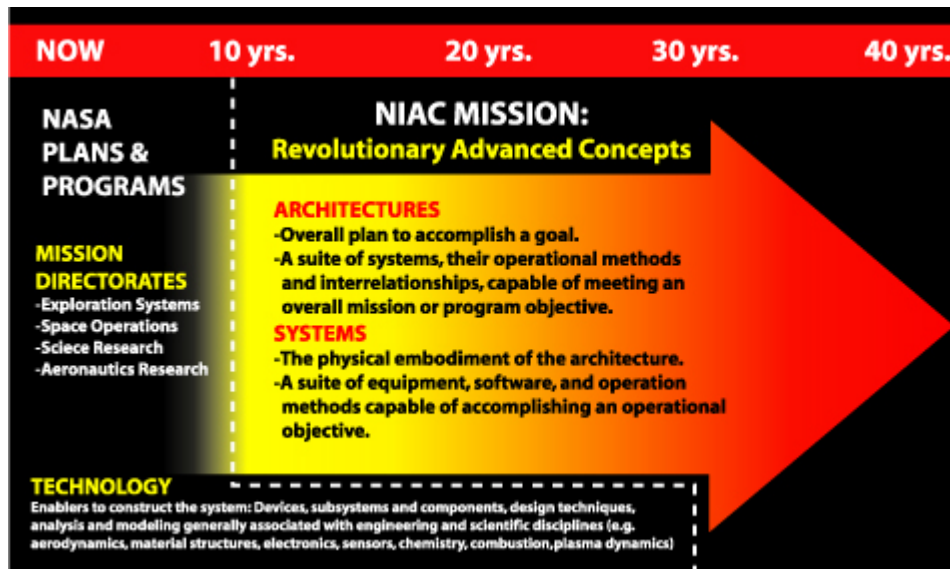 NOW 10 yrs. 20 yrs. 30 yrs. 40 yrs.
NASA
PLANS &
PROGRAMS
MISSION
DIRECTORATES
-Exploration Systems
-Space Operations
-Sciece Research
-Aeronautics Research
NIAC MISSION:
Revolutionary Advanced Concepts
ARCHITECTURES
-Overall plan to accomplish a goal.
-A suite of systems, their operational methods
and interrelationships, capable of meeting an
overall mission or program objective.
SYSTEMS
-The physical embodiment of the architecture.
-A suite of equipment, software, and operation
methods capable of accomplishing an operational
objective.
TECHNOLOGY
Enablers to construct the system: Devices, subsystems and components, design techniques,
analysis and modeling generally associated with engineering and scientific disciplines (e.g.
aerodynamics, material structures, electronics, sensors, chemistry, combustion,plasma dynamics)